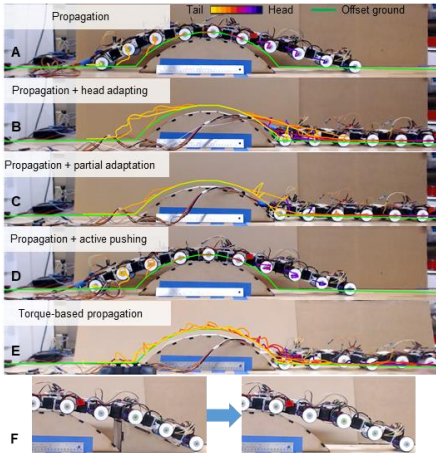 Propagation
Tail Head Offset ground
A
Propagation + head adapting
B
Propagation + partial adaptation
C
Propagation + active pushing
D
Torque-based propagation
E
F